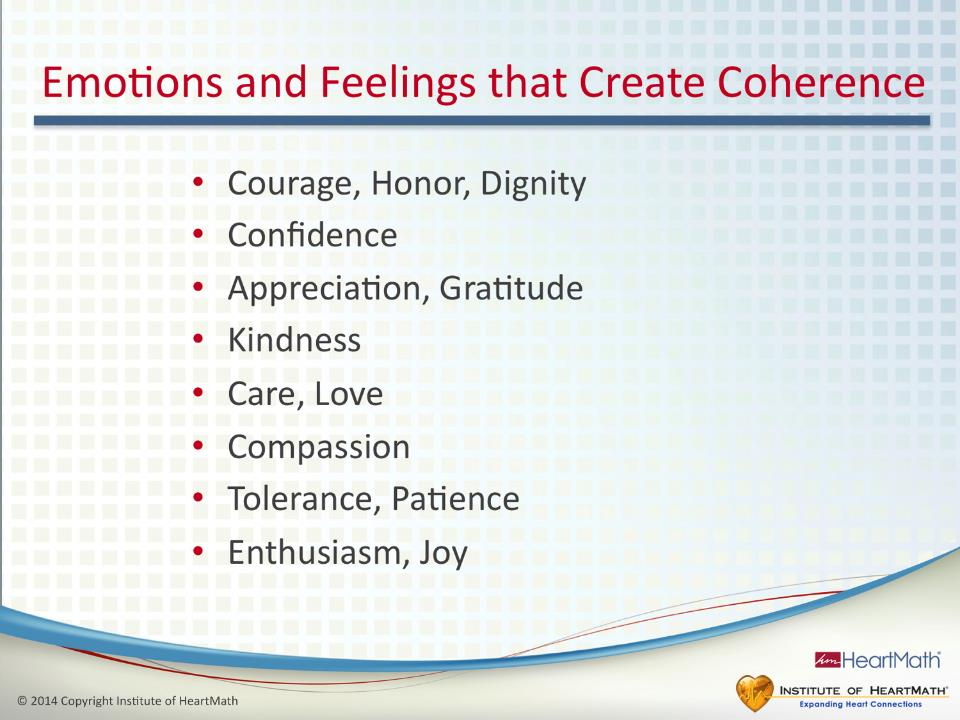 Emotions and Feelings that Create Coherence
• Courage, Honor, Dignity
• Confidence
• Appreciation, Gratitude
• Kindness
• Care, Love
• Compassion
• Tolerance, Patience
• Enthusiasm, Joy
hm HeartMath®
INSTITUTE OF HEARTMATH®
Expanding Heart Connections
© 2014 Copyright Institute of HeartMath